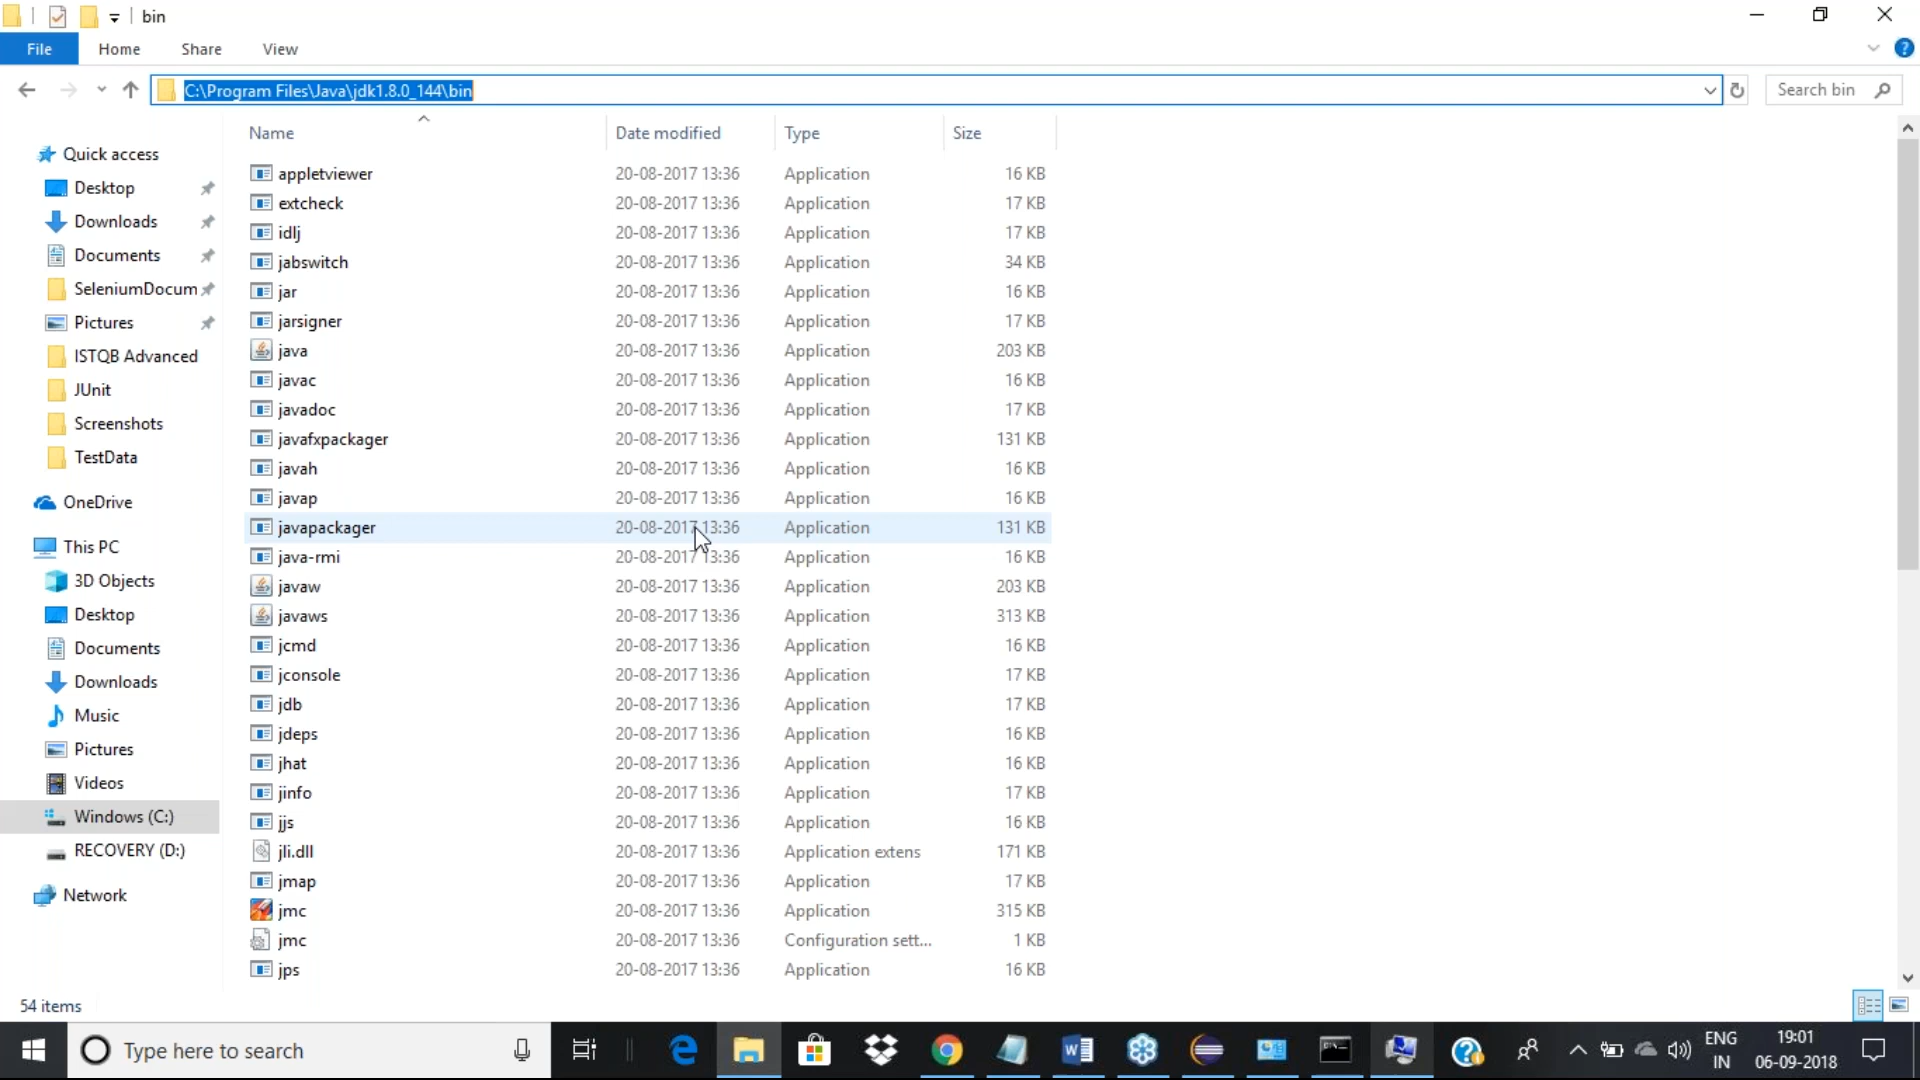 bin
File Home Share View
C:\Program Files\Java\jdk1.8.0_144\bin
Search bin
Name Date modified Type Size
Quick access
Desktop
Downloads
Documents
SeleniumDocum
Pictures
ISTQB Advanced
JUnit
Screenshots
TestData
OneDrive
This PC
3D Objects
Desktop
Documents
Downloads
Music
Pictures
Videos
Windows (C:)
RECOVERY (D:)
Network
appletviewer 20-08-2017 13:36 Application 16 KB
extcheck 20-08-2017 13:36 Application 17 KB
idlj 20-08-2017 13:36 Application 17 KB
jabswitch 20-08-2017 13:36 Application 34 KB
jar 20-08-2017 13:36 Application 16 KB
jarsigner 20-08-2017 13:36 Application 17 KB
java 20-08-2017 13:36 Application 203 KB
javac 20-08-2017 13:36 Application 16 KB
javadoc 20-08-2017 13:36 Application 17 KB
javafxpackager 20-08-2017 13:36 Application 131 KB
javah 20-08-2017 13:36 Application 16 KB
javap 20-08-2017 13:36 Application 16 KB
javapackager 20-08-2017 13:36 Application 131 KB
java-rmi 20-08-2017 13:36 Application 16 KB
javaw 20-08-2017 13:36 Application 203 KB
javaws 20-08-2017 13:36 Application 313 KB
jcmd 20-08-2017 13:36 Application 16 KB
jconsole 20-08-2017 13:36 Application 17 KB
jdb 20-08-2017 13:36 Application 17 KB
jdeps 20-08-2017 13:36 Application 16 KB
jhat 20-08-2017 13:36 Application 16 KB
jinfo 20-08-2017 13:36 Application 17 KB
jjs 20-08-2017 13:36 Application 16 KB
jli.dll 20-08-2017 13:36 Application extens 171 KB
jmap 20-08-2017 13:36 Application 17 KB
jmc 20-08-2017 13:36 Application 315 KB
jmc 20-08-2017 13:36 Configuration sett... 1 KB
jps 20-08-2017 13:36 Application 16 KB
54 items
Type here to search
ENG 19:01
IN 06-09-2018